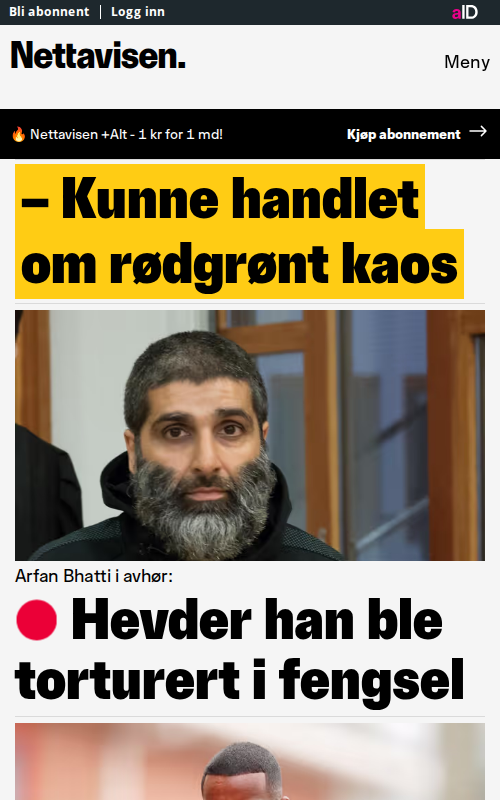 Bli abonnent | Logg inn
aID
Nettavisen.
Meny
🔥 Nettavisen +Alt - 1 kr for 1 md!
Kjøp abonnement →
– Kunne handlet
om rødgrønt kaos
Arfan Bhatti i avhør:
🔴 Hevder han ble
torturert i fengsel